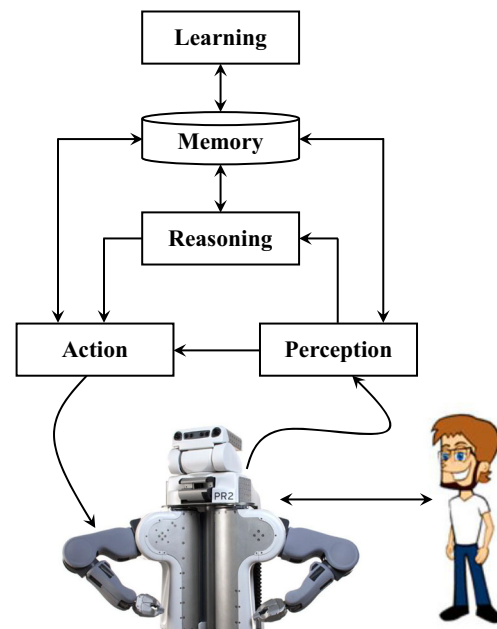 Learning
Memory
Reasoning
Action
Perception
PR2